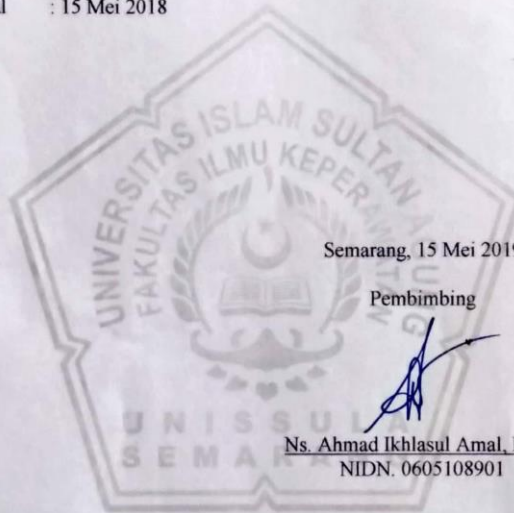 : 15 Mei 2018
UNIVERSITAS ISLAM SULTAN AGUNG
FAKULTAS ILMU KEPERAWATAN
Semarang, 15 Mei 2019
Pembimbing
UNISSULA
SEMARANG
Ns. Ahmad Ikhlasul Amal,
NIDN. 0605108901